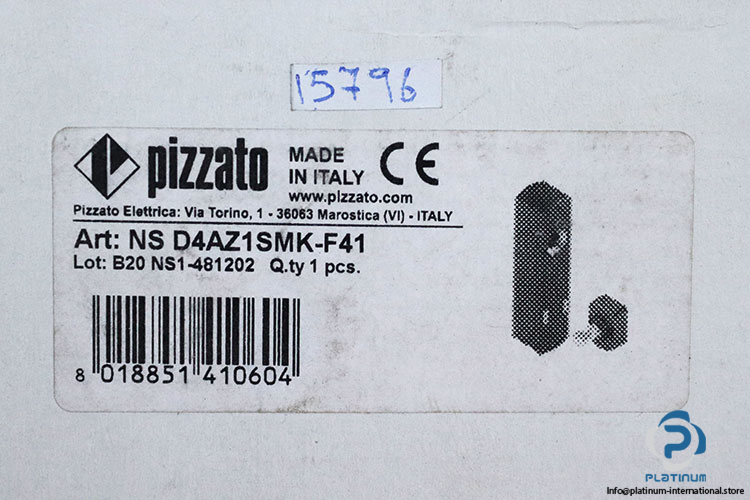 15796
pizzato
MADE
IN ITALY
CE
www.pizzato.com
Pizzato Elettrica: Via Torino, 1 - 36063 Marostica (VI) - ITALY
Art: NS D4AZ1SMK-F41
Lot: B20 NS1-481202 Q.ty 1 pcs.
8 018851 410604
PLATINUM
Info@platinum-international.store